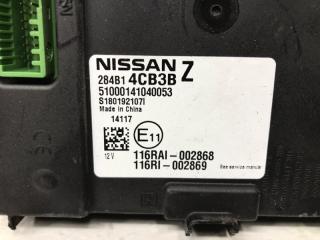 NISSAN Z
284B1 4CB3B
51000141040053
S180192107I
Made in China
14117
E11
12V
116RAI-002868
116RI-002869
See service manual